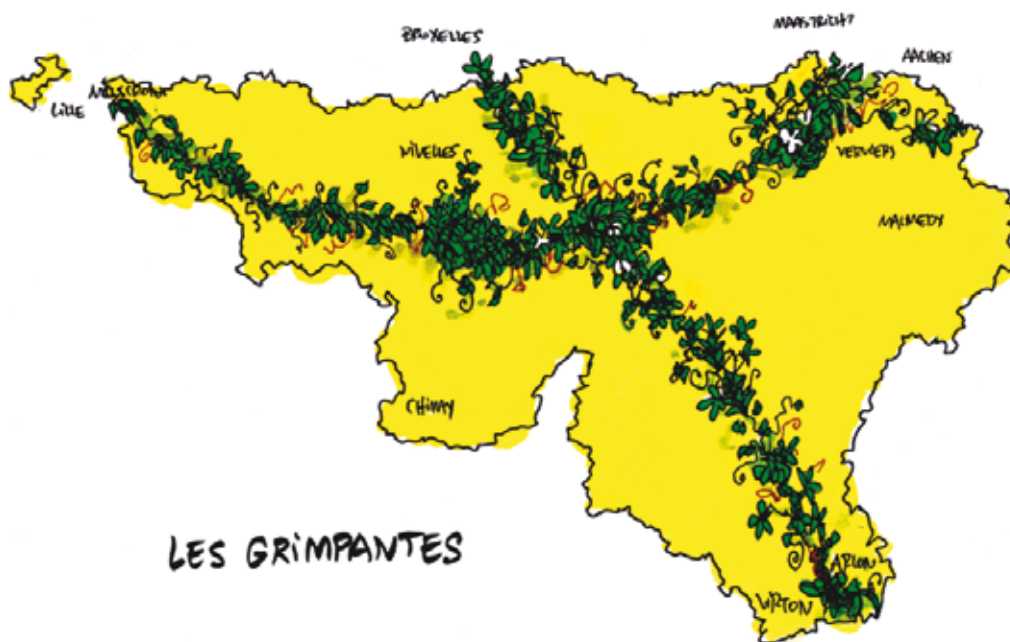 MAASTRICHT
BRUXELLES
AACHEN
MOUSCRON
LILLE
NIVELLES
VERVIERS
MALMEDY
CHIMAY
LES GRIMPANTES
ARLON
VIRTON